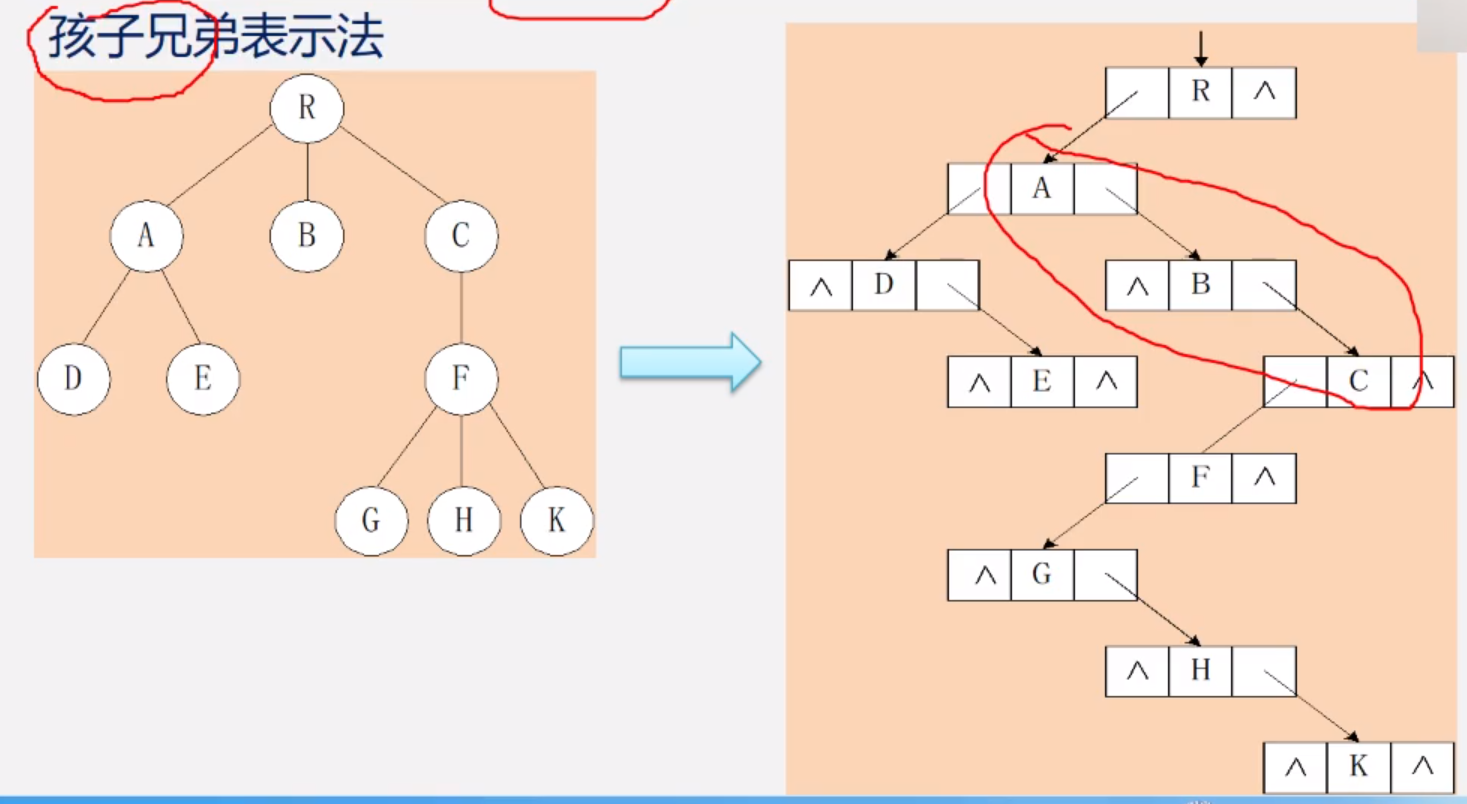 孩子兄弟表示法
R
A B C
D E F
G H K
R ∧
A
∧ D ∧ B
∧ E ∧ C ∧
F ∧
∧ G
∧ H
∧ K ∧